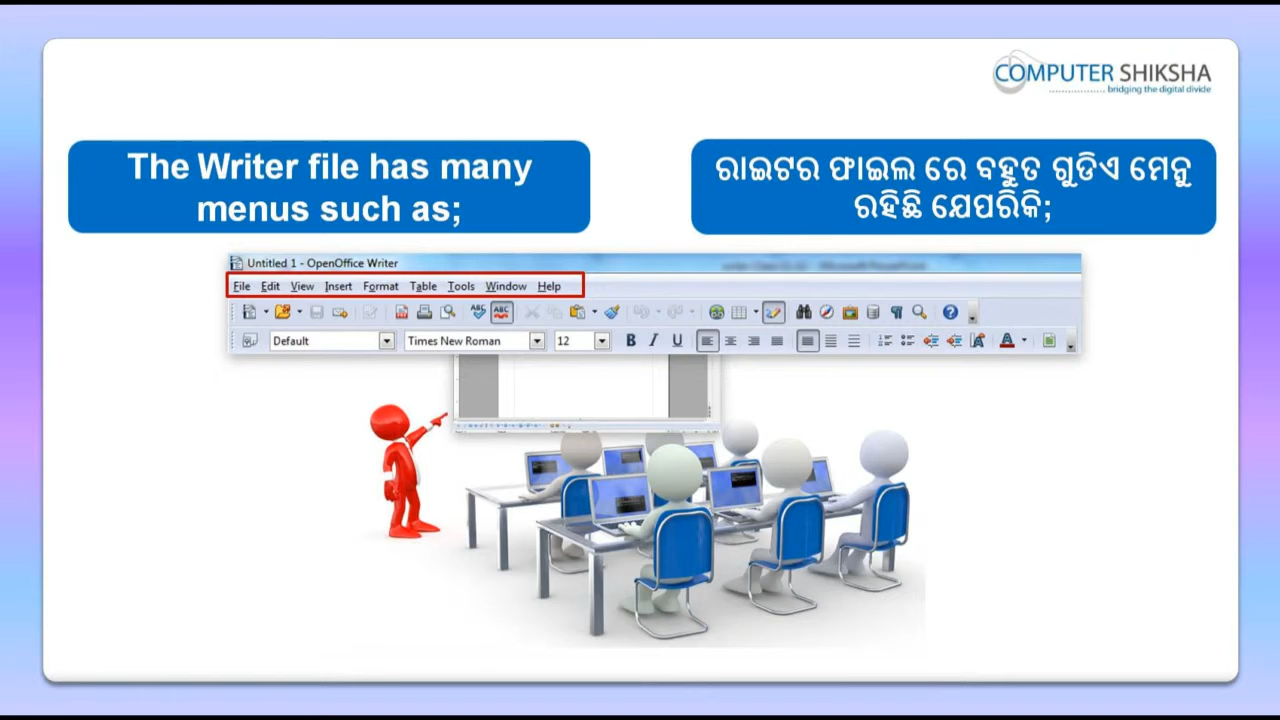 COMPUTER SHIKSHA
bridging the digital divide
The Writer file has many
menus such as;
ରାଇଟର ଫାଇଲ ରେ ବହୁତ ଗୁଡିଏ ମେନୁ
ରହିଛି ଯେପରିକି;
Untitled 1 - OpenOffice Writer
File Edit View Insert Format Table Tools Window Help
Default Times New Roman 12 B I U